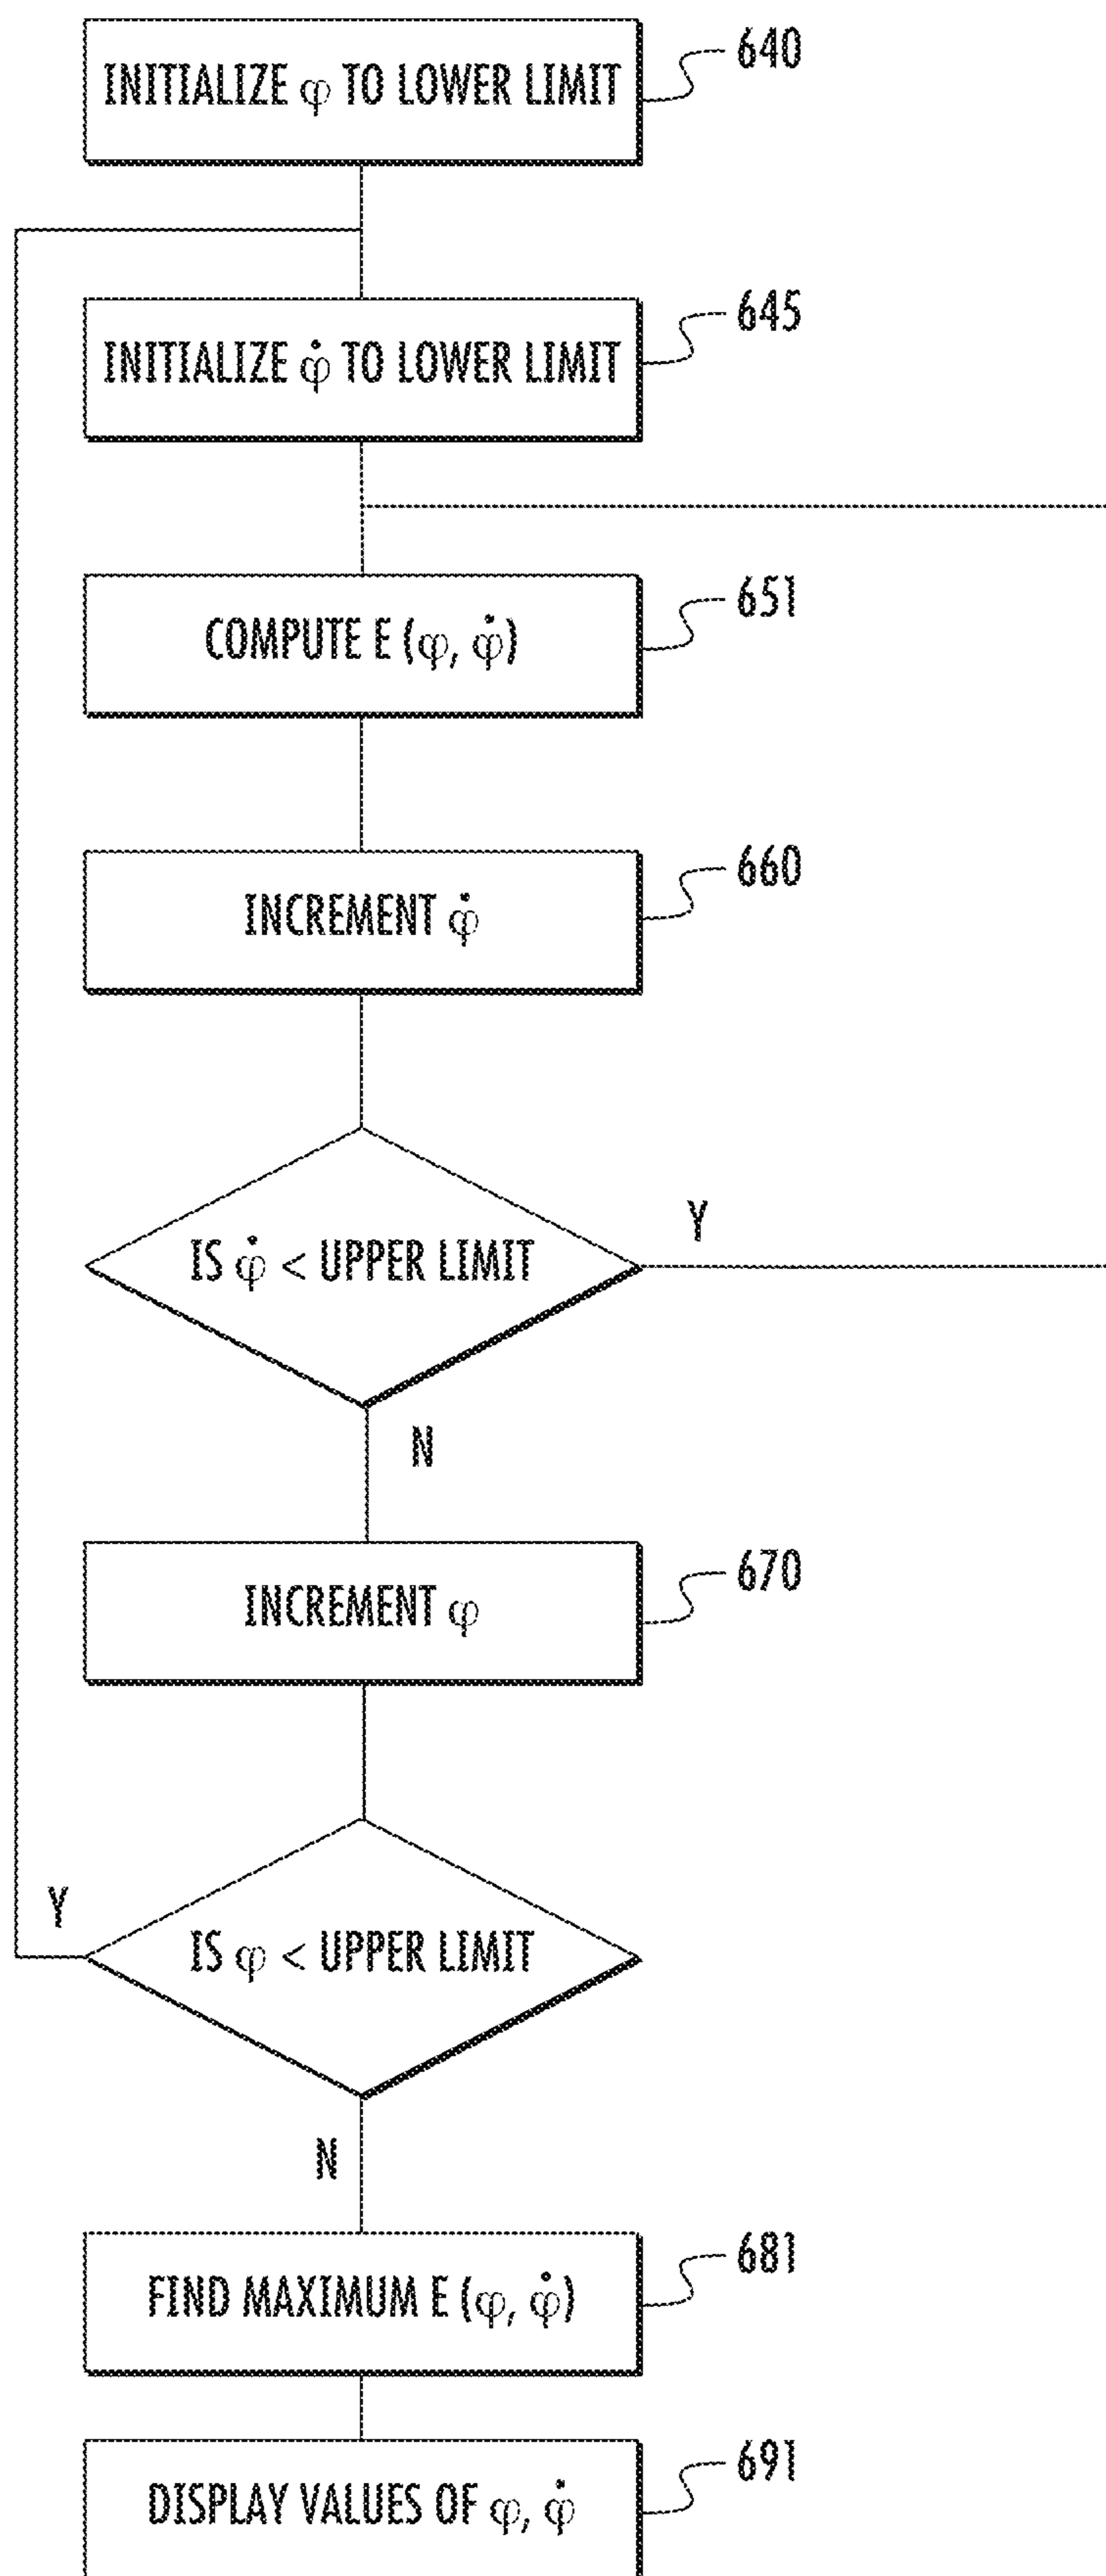 INITIALIZE φ TO LOWER LIMIT
640
INITIALIZE φ̇ TO LOWER LIMIT
645
COMPUTE E (φ, φ̇)
651
INCREMENT φ̇
660
IS φ̇ < UPPER LIMIT
Y
N
INCREMENT φ
670
Y
IS φ < UPPER LIMIT
N
FIND MAXIMUM E (φ, φ̇)
681
DISPLAY VALUES OF φ, φ̇
691